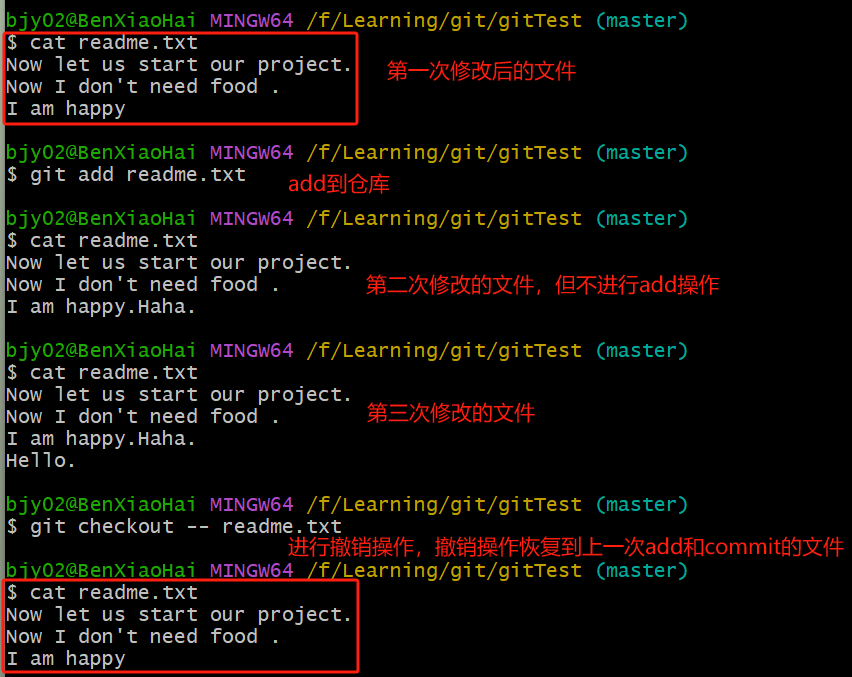 bjy02@BenXiaoHai MINGW64 /f/Learning/git/gitTest (master)
$ cat readme.txt
Now let us start our project.
第一次修改后的文件
Now I don't need food .
I am happy
bjy02@BenXiaoHai MINGW64 /f/Learning/git/gitTest (master)
$ git add readme.txt
add到仓库
bjy02@BenXiaoHai MINGW64 /f/Learning/git/gitTest (master)
$ cat readme.txt
Now let us start our project.
Now I don't need food .
第二次修改的文件，但不进行add操作
I am happy.Haha.
bjy02@BenXiaoHai MINGW64 /f/Learning/git/gitTest (master)
$ cat readme.txt
Now let us start our project.
Now I don't need food .
第三次修改的文件
I am happy.Haha.
Hello.
bjy02@BenXiaoHai MINGW64 /f/Learning/git/gitTest (master)
$ git checkout -- readme.txt
进行撤销操作，撤销操作恢复到上一次add和commit的文件
bjy02@BenXiaoHai MINGW64 /f/Learning/git/gitTest (master)
$ cat readme.txt
Now let us start our project.
Now I don't need food .
I am happy